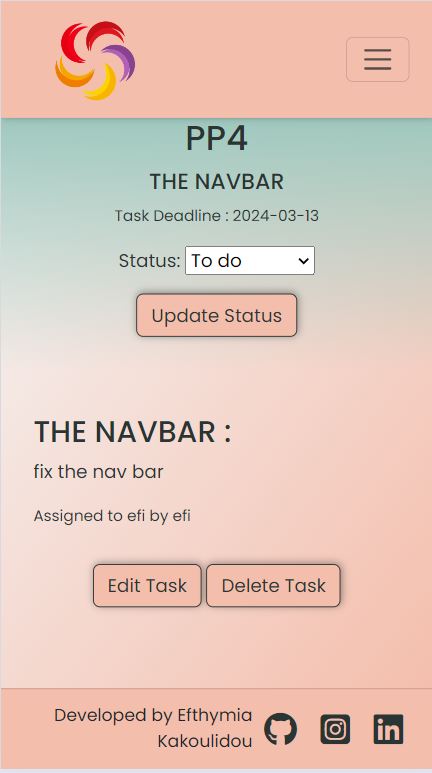 PP4
THE NAVBAR
Task Deadline : 2024-03-13
Status: To do
Update Status
THE NAVBAR :
fix the nav bar
Assigned to efi by efi
Edit Task Delete Task
Developed by Efthymia
Kakoulidou
in